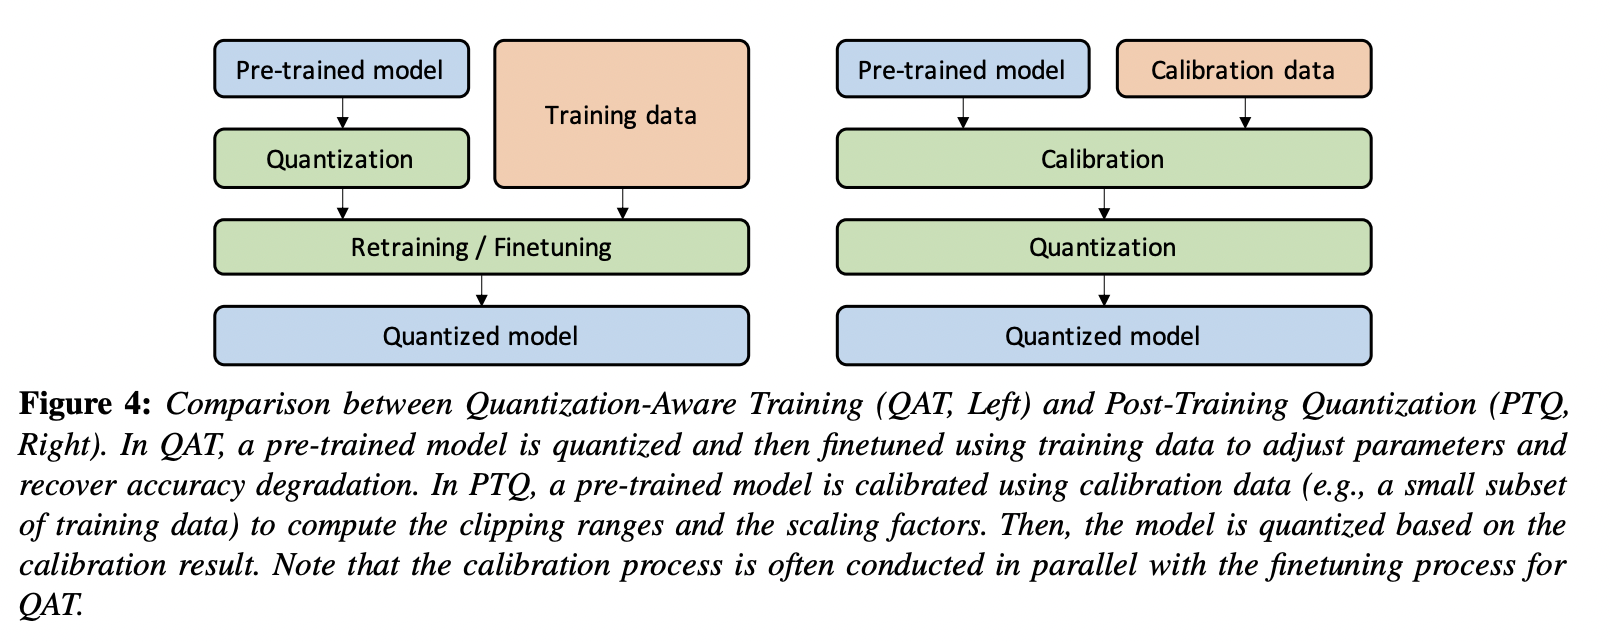 Pre-trained model
Quantization
Training data
Retraining / Finetuning
Quantized model
Pre-trained model
Calibration data
Calibration
Quantization
Quantized model
Figure 4: Comparison between Quantization-Aware Training (QAT, Left) and Post-Training Quantization (PTQ,
Right). In QAT, a pre-trained model is quantized and then finetuned using training data to adjust parameters and
recover accuracy degradation. In PTQ, a pre-trained model is calibrated using calibration data (e.g., a small subset
of training data) to compute the clipping ranges and the scaling factors. Then, the model is quantized based on the
calibration result. Note that the calibration process is often conducted in parallel with the finetuning process for
QAT.